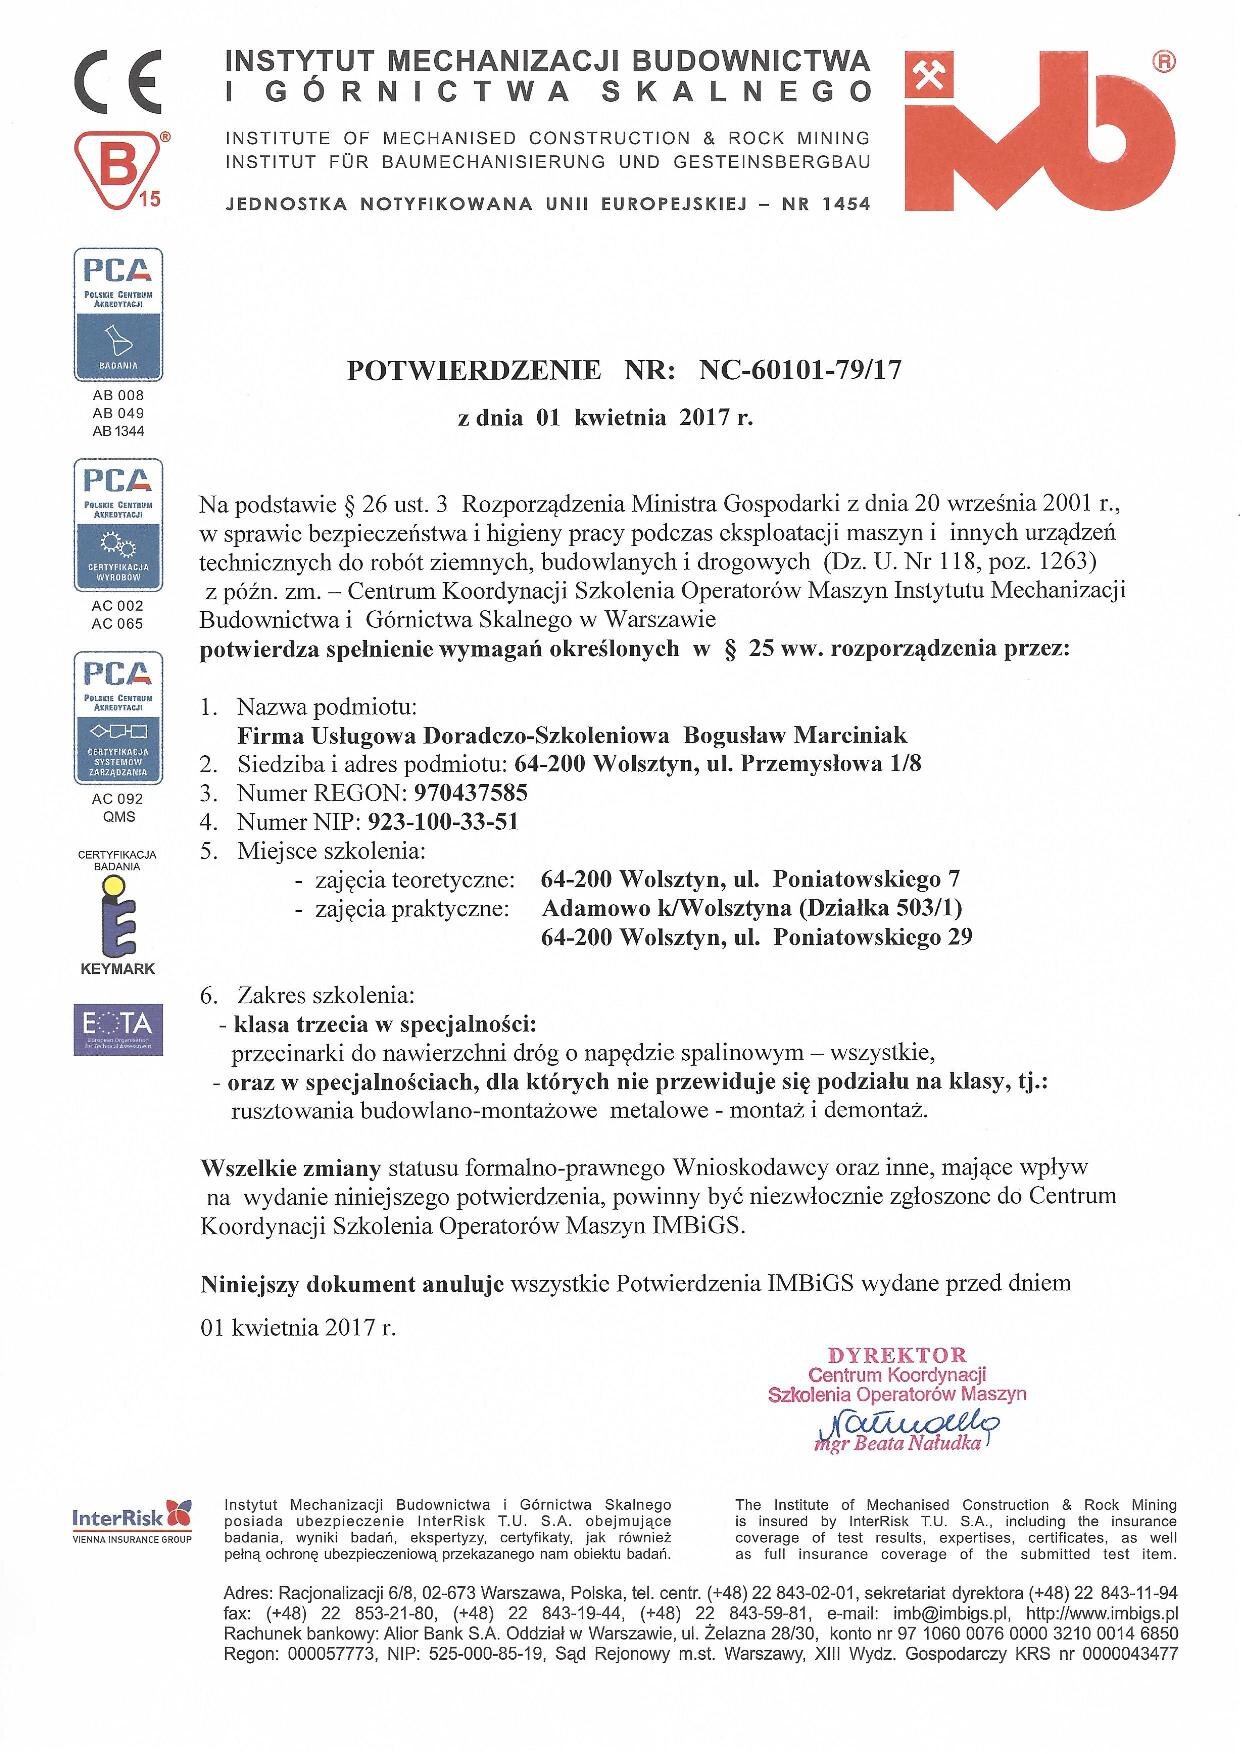 CE
INSTYTUT MECHANIZACJI BUDOWNICTWA
I GÓRNICTWA SKALNEGO
INSTITUTE OF MECHANISED CONSTRUCTION & ROCK MINING
INSTITUT FÜR BAUMECHANISIERUNG UND GESTEINSBERGBAU
JEDNOSTKA NOTYFIKOWANA UNII EUROPEJSKIEJ – NR 1454
B ®
15
®
PCA
POLSKIE CENTRUM
AKREDYTACJI
BADANIA
AB 008
AB 049
AB 1344
PCA
POLSKIE CENTRUM
AKREDYTACJI
CERTYFIKACJA
WYROBÓW
AC 002
AC 065
PCA
POLSKIE CENTRUM
AKREDYTACJI
CERTYFIKACJA
SYSTEMÓW
ZARZĄDZANIA
AC 092
QMS
CERTYFIKACJA
BADANIA
KEYMARK
EOTA
European Organisation
for Technical Assessment
POTWIERDZENIE NR: NC-60101-79/17
z dnia 01 kwietnia 2017 r.
Na podstawie § 26 ust. 3 Rozporządzenia Ministra Gospodarki z dnia 20 września 2001 r.,
w sprawie bezpieczeństwa i higieny pracy podczas eksploatacji maszyn i innych urządzeń
technicznych do robót ziemnych, budowlanych i drogowych (Dz. U. Nr 118, poz. 1263)
z późn. zm. – Centrum Koordynacji Szkolenia Operatorów Maszyn Instytutu Mechanizacji
Budownictwa i Górnictwa Skalnego w Warszawie
potwierdza spełnienie wymagań określonych w § 25 ww. rozporządzenia przez:
1. Nazwa podmiotu:
Firma Usługowa Doradczo-Szkoleniowa Bogusław Marciniak
2. Siedziba i adres podmiotu: 64-200 Wolsztyn, ul. Przemysłowa 1/8
3. Numer REGON: 970437585
4. Numer NIP: 923-100-33-51
5. Miejsce szkolenia:
- zajęcia teoretyczne: 64-200 Wolsztyn, ul. Poniatowskiego 7
- zajęcia praktyczne: Adamowo k/Wolsztyna (Działka 503/1)
64-200 Wolsztyn, ul. Poniatowskiego 29
6. Zakres szkolenia:
- klasa trzecia w specjalności:
przecinarki do nawierzchni dróg o napędzie spalinowym – wszystkie,
- oraz w specjalnościach, dla których nie przewiduje się podziału na klasy, tj.:
rusztowania budowlano-montażowe metalowe - montaż i demontaż.
Wszelkie zmiany statusu formalno-prawnego Wnioskodawcy oraz inne, mające wpływ
na wydanie niniejszego potwierdzenia, powinny być niezwłocznie zgłoszone do Centrum
Koordynacji Szkolenia Operatorów Maszyn IMBiGS.
Niniejszy dokument anuluje wszystkie Potwierdzenia IMBiGS wydane przed dniem
01 kwietnia 2017 r.
DYREKTOR
Centrum Koordynacji
Szkolenia Operatorów Maszyn
mgr Beata Nałudka
InterRisk
VIENNA INSURANCE GROUP
Instytut Mechanizacji Budownictwa i Górnictwa Skalnego
posiada ubezpieczenie InterRisk T.U. S.A. obejmujące
badania, wyniki badań, ekspertyzy, certyfikaty, jak również
pełną ochronę ubezpieczeniową przekazanego nam obiektu badań.
The Institute of Mechanised Construction & Rock Mining
is insured by InterRisk T.U. S.A., including the insurance
coverage of test results, expertises, certificates, as well
as full insurance coverage of the submitted test item.
Adres: Racjonalizacji 6/8, 02-673 Warszawa, Polska, tel. centr. (+48) 22 843-02-01, sekretariat dyrektora (+48) 22 843-11-94
fax: (+48) 22 853-21-80, (+48) 22 843-19-44, (+48) 22 843-59-81, e-mail: imb@imbigs.pl, http://www.imbigs.pl
Rachunek bankowy: Alior Bank S.A. Oddział w Warszawie, ul. Żelazna 28/30, konto nr 97 1060 0076 0000 3210 0014 6850
Regon: 000057773, NIP: 525-000-85-19, Sąd Rejonowy m.st. Warszawy, XIII Wydz. Gospodarczy KRS nr 0000043477